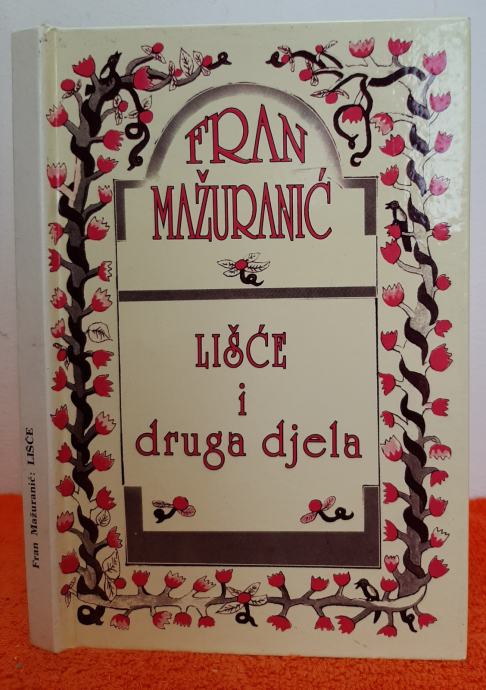 FRAN
MAŽURANIĆ
LIŠĆE
i
druga djela
Fran Mažuranić: LIŠĆE